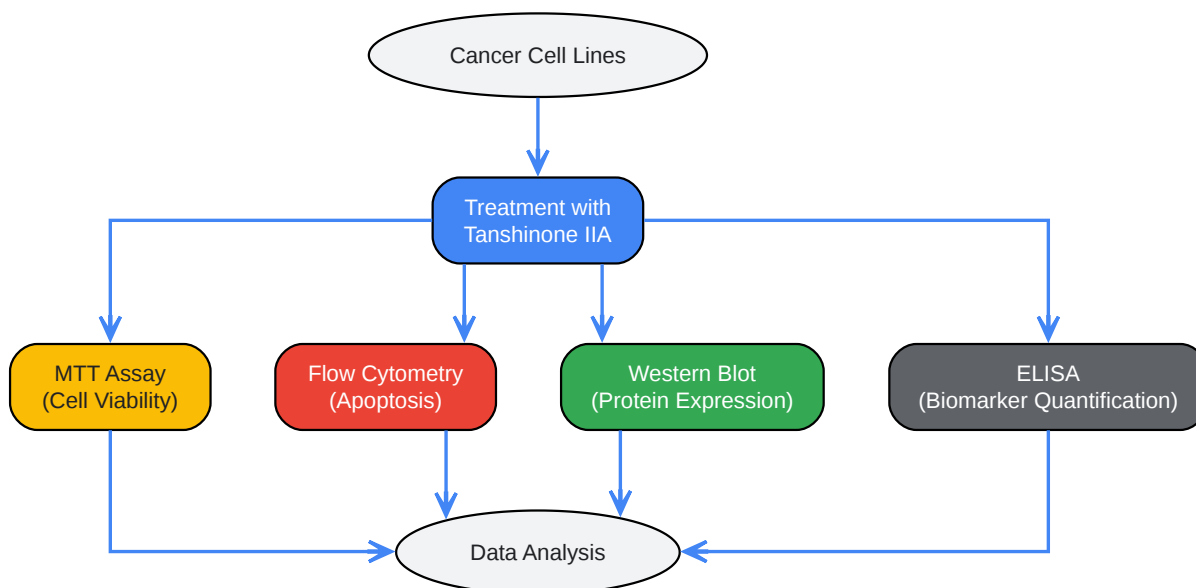 Cancer Cell Lines
Treatment with
Tanshinone IIA
MTT Assay
(Cell Viability)
Flow Cytometry
(Apoptosis)
Western Blot
(Protein Expression)
ELISA
(Biomarker Quantification)
Data Analysis